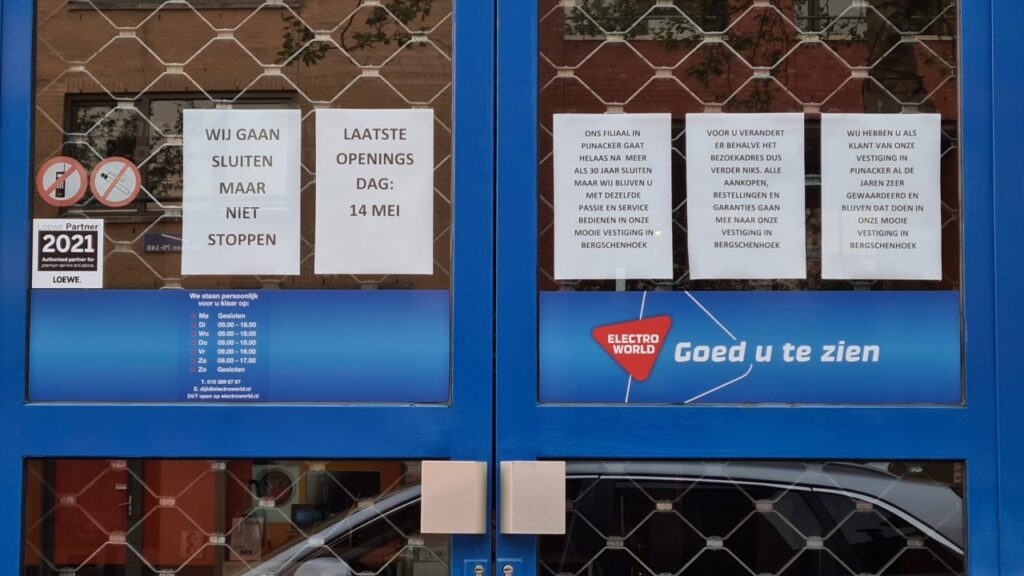 WIJ GAAN
SLUITEN
MAAR
NIET
STOPPEN
LAATSTE
OPENINGS
DAG:
14 MEI
ONS FILIAAL IN
PIJNACKER GAAT
HELAAS NA MEER
ALS 30 JAAR SLUITEN
MAAR WIJ BLIJVEN U
MET DEZELFDE
PASSIE EN SERVICE
BEDIENEN IN ONZE
MOOIE VESTIGING IN
BERGSCHENHOEK
VOOR U VERANDERT
ER BEHALVE HET
BEZOEKADRES DUS
VERDER NIKS. ALLE
AANKOPEN,
BESTELLINGEN EN
GARANTIES GAAN
MEE NAAR ONZE
VESTIGING IN
BERGSCHENHOEK
WIJ HEBBEN U ALS
KLANT VAN ONZE
VESTIGING IN
PIJNACKER AL DE
JAREN ZEER
GEWAARDEERD EN
BLIJVEN DAT DOEN IN
ONZE MOOIE
VESTIGING IN
BERGSCHENHOEK
Loewe Partner
2021
Authorized partner for
premium service and advice.
LOEWE.
We staan persoonlijk
voor u klaar op:
Ma Gesloten
Di 09.00 - 18.00
Wo 09.00 - 18.00
Do 09.00 - 18.00
Vr 09.00 - 18.00
Za 09.00 - 17.00
Zo Gesloten
T. 015 369 67 87
E. dijk@electroworld.nl
24/7 open op electroworld.nl
ELECTRO
WORLD
Goed u te zien